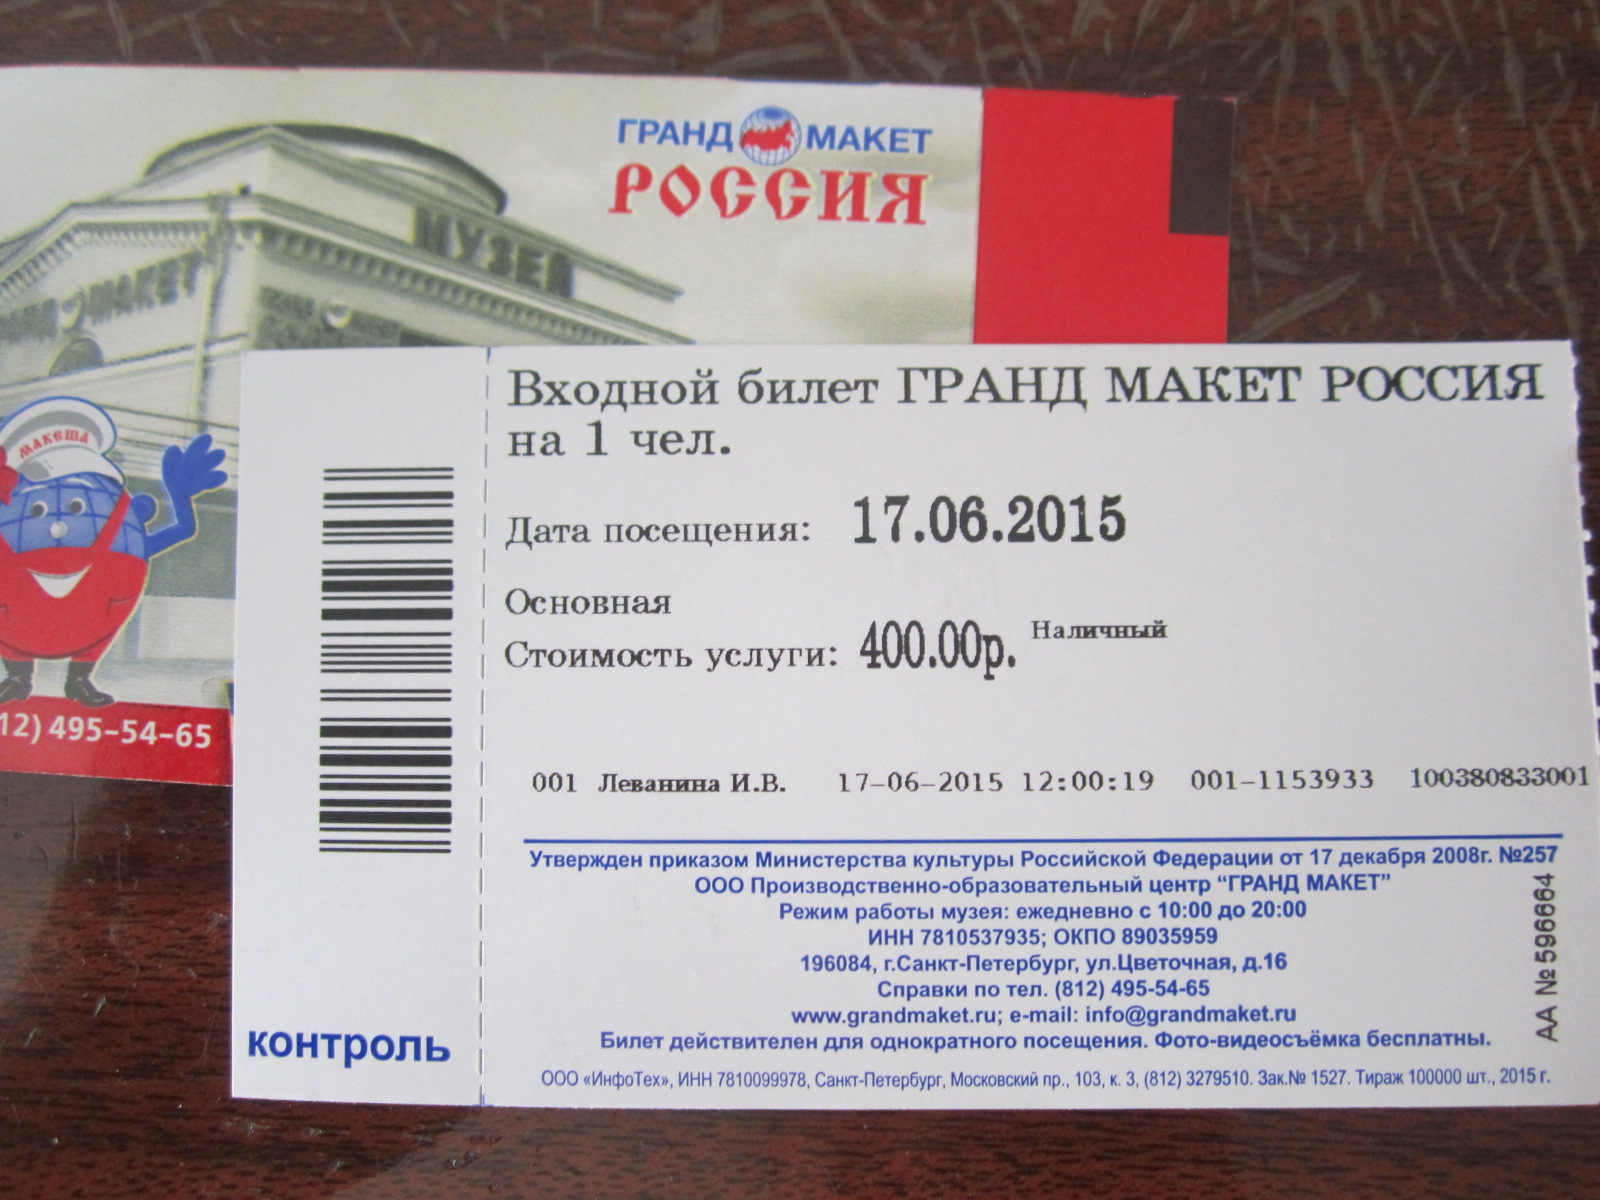 ГРАНД МАКЕТ
РОССИЯ
МУЗЕЙ
МАКЕТ
МАКЕША
12) 495-54-65
Входной билет ГРАНД МАКЕТ РОССИЯ
на 1 чел.
Дата посещения: 17.06.2015
Основная
Стоимость услуги: 400.00р. Наличный
001 Леванина И.В. 17-06-2015 12:00:19 001-1153933 100380833001
Утвержден приказом Министерства культуры Российской Федерации от 17 декабря 2008г. №257
ООО Производственно-образовательный центр “ГРАНД МАКЕТ”
Режим работы музея: ежедневно с 10:00 до 20:00
ИНН 7810537935; ОКПО 89035959
196084, г.Санкт-Петербург, ул.Цветочная, д.16
Справки по тел. (812) 495-54-65
www.grandmaket.ru; e-mail: info@grandmaket.ru
Билет действителен для однократного посещения. Фото-видеосъёмка бесплатны.
ООО «ИнфоТех», ИНН 7810099978, Санкт-Петербург, Московский пр., 103, к. 3, (812) 3279510. Зак.№ 1527. Тираж 100000 шт., 2015 г.
АА № 596664
контроль